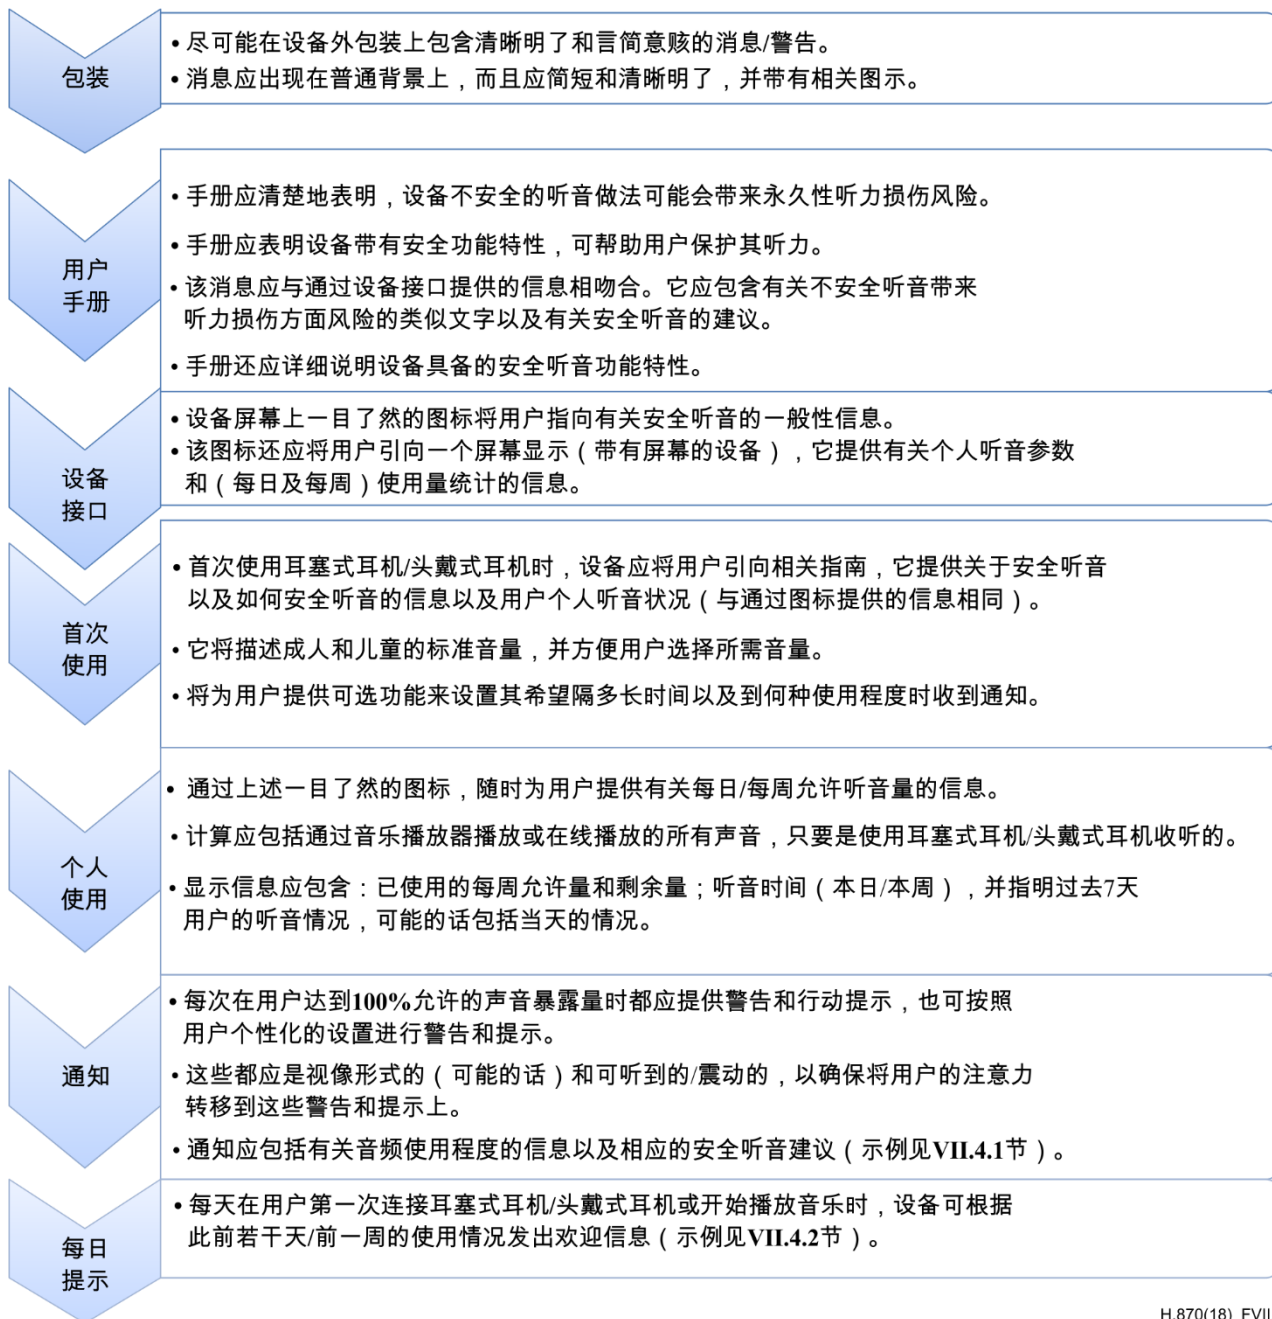 包装
• 尽可能在设备外包装上包含清晰明了和言简意赅的消息/警告。
• 消息应出现在普通背景上，而且应简短和清晰明了，并带有相关图示。
用户
手册
• 手册应清楚地表明，设备不安全的听音做法可能会带来永久性听力损伤风险。
• 手册应表明设备带有安全功能特性，可帮助用户保护其听力。
• 该消息应与通过设备接口提供的信息相吻合。它应包含有关不安全听音带来
听力损伤方面风险的类似文字以及有关安全听音的建议。
• 手册还应详细说明设备具备的安全听音功能特性。
设备
接口
• 设备屏幕上一目了然的图标将用户指向有关安全听音的一般性信息。
• 该图标还应将用户引向一个屏幕显示（带有屏幕的设备），它提供有关个人听音参数
和（每日及每周）使用量统计的信息。
首次
使用
• 首次使用耳塞式耳机/头戴式耳机时，设备应将用户引向相关指南，它提供关于安全听音
以及如何安全听音的信息以及用户个人听音状况（与通过图标提供的信息相同）。
• 它将描述成人和儿童的标准音量，并方便用户选择所需音量。
• 将为用户提供可选功能来设置其希望隔多长时间以及到何种使用程度时收到通知。
个人
使用
• 通过上述一目了然的图标，随时为用户提供有关每日/每周允许听音量的信息。
• 计算应包括通过音乐播放器播放或在线播放的所有声音，只要是使用耳塞式耳机/头戴式耳机收听的。
• 显示信息应包含：已使用的每周允许量和剩余量；听音时间（本日/本周），并指明过去7天
用户的听音情况，可能的话包括当天的情况。
通知
• 每次在用户达到100%允许的声音暴露量时都应提供警告和行动提示，也可按照
用户个性化的设置进行警告和提示。
• 这些都应是视像形式的（可能的话）和可听到的/震动的，以确保将用户的注意力
转移到这些警告和提示上。
• 通知应包括有关音频使用程度的信息以及相应的安全听音建议（示例见VII.4.1节）。
每日
提示
• 每天在用户第一次连接耳塞式耳机/头戴式耳机或开始播放音乐时，设备可根据
此前若干天/前一周的使用情况发出欢迎信息（示例见VII.4.2节）。
H.870(18)_FVII